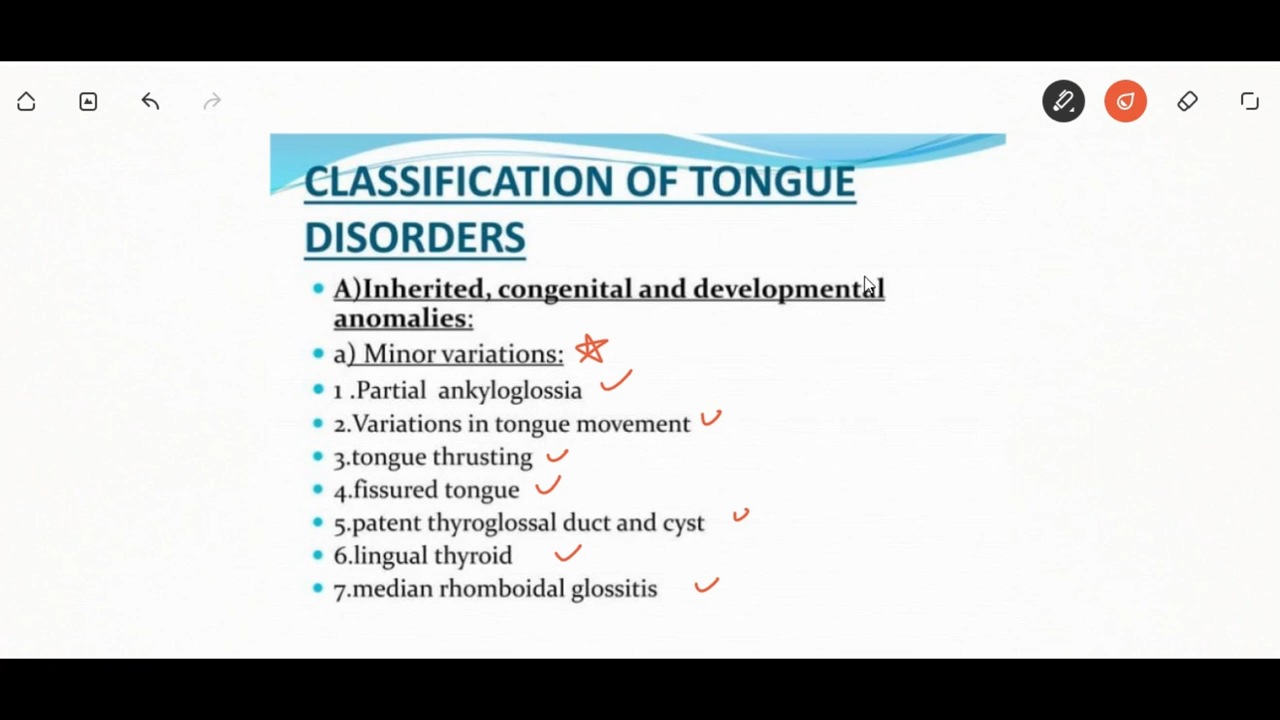 CLASSIFICATION OF TONGUE
DISORDERS
A)Inherited, congenital and developmental
anomalies:
a) Minor variations:
1 .Partial ankyloglossia
2.Variations in tongue movement
3.tongue thrusting
4.fissured tongue
5.patent thyroglossal duct and cyst
6.lingual thyroid
7.median rhomboidal glossitis